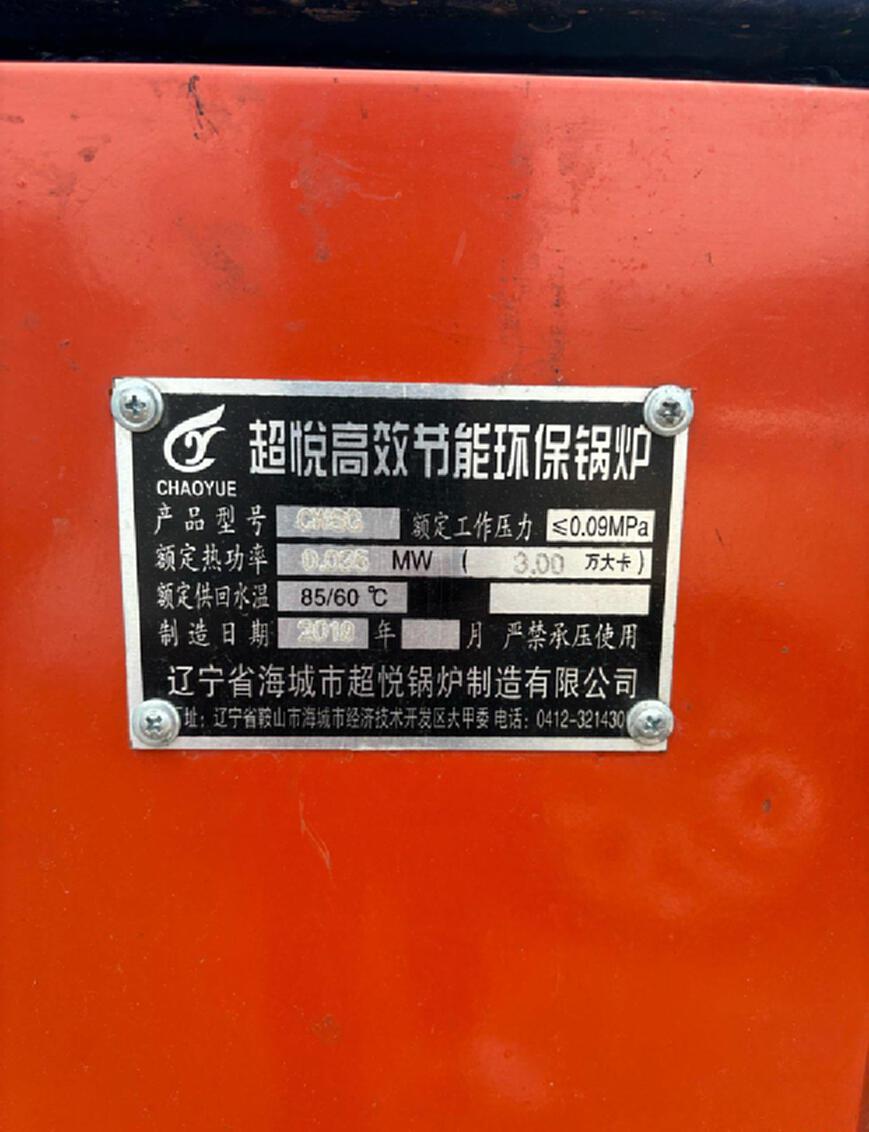 超悦高效节能环保锅炉
CHAOYUE
产品型号 额定工作压力 ≤0.09MPa
额定热功率 0.035 MW ( 3.00 万大卡 )
额定供回水温 85/60 ℃
制造日期 年 月 严禁承压使用
辽宁省海城市超悦锅炉制造有限公司
址: 辽宁省鞍山市海城市经济技术开发区大甲委 电话: 0412-321430